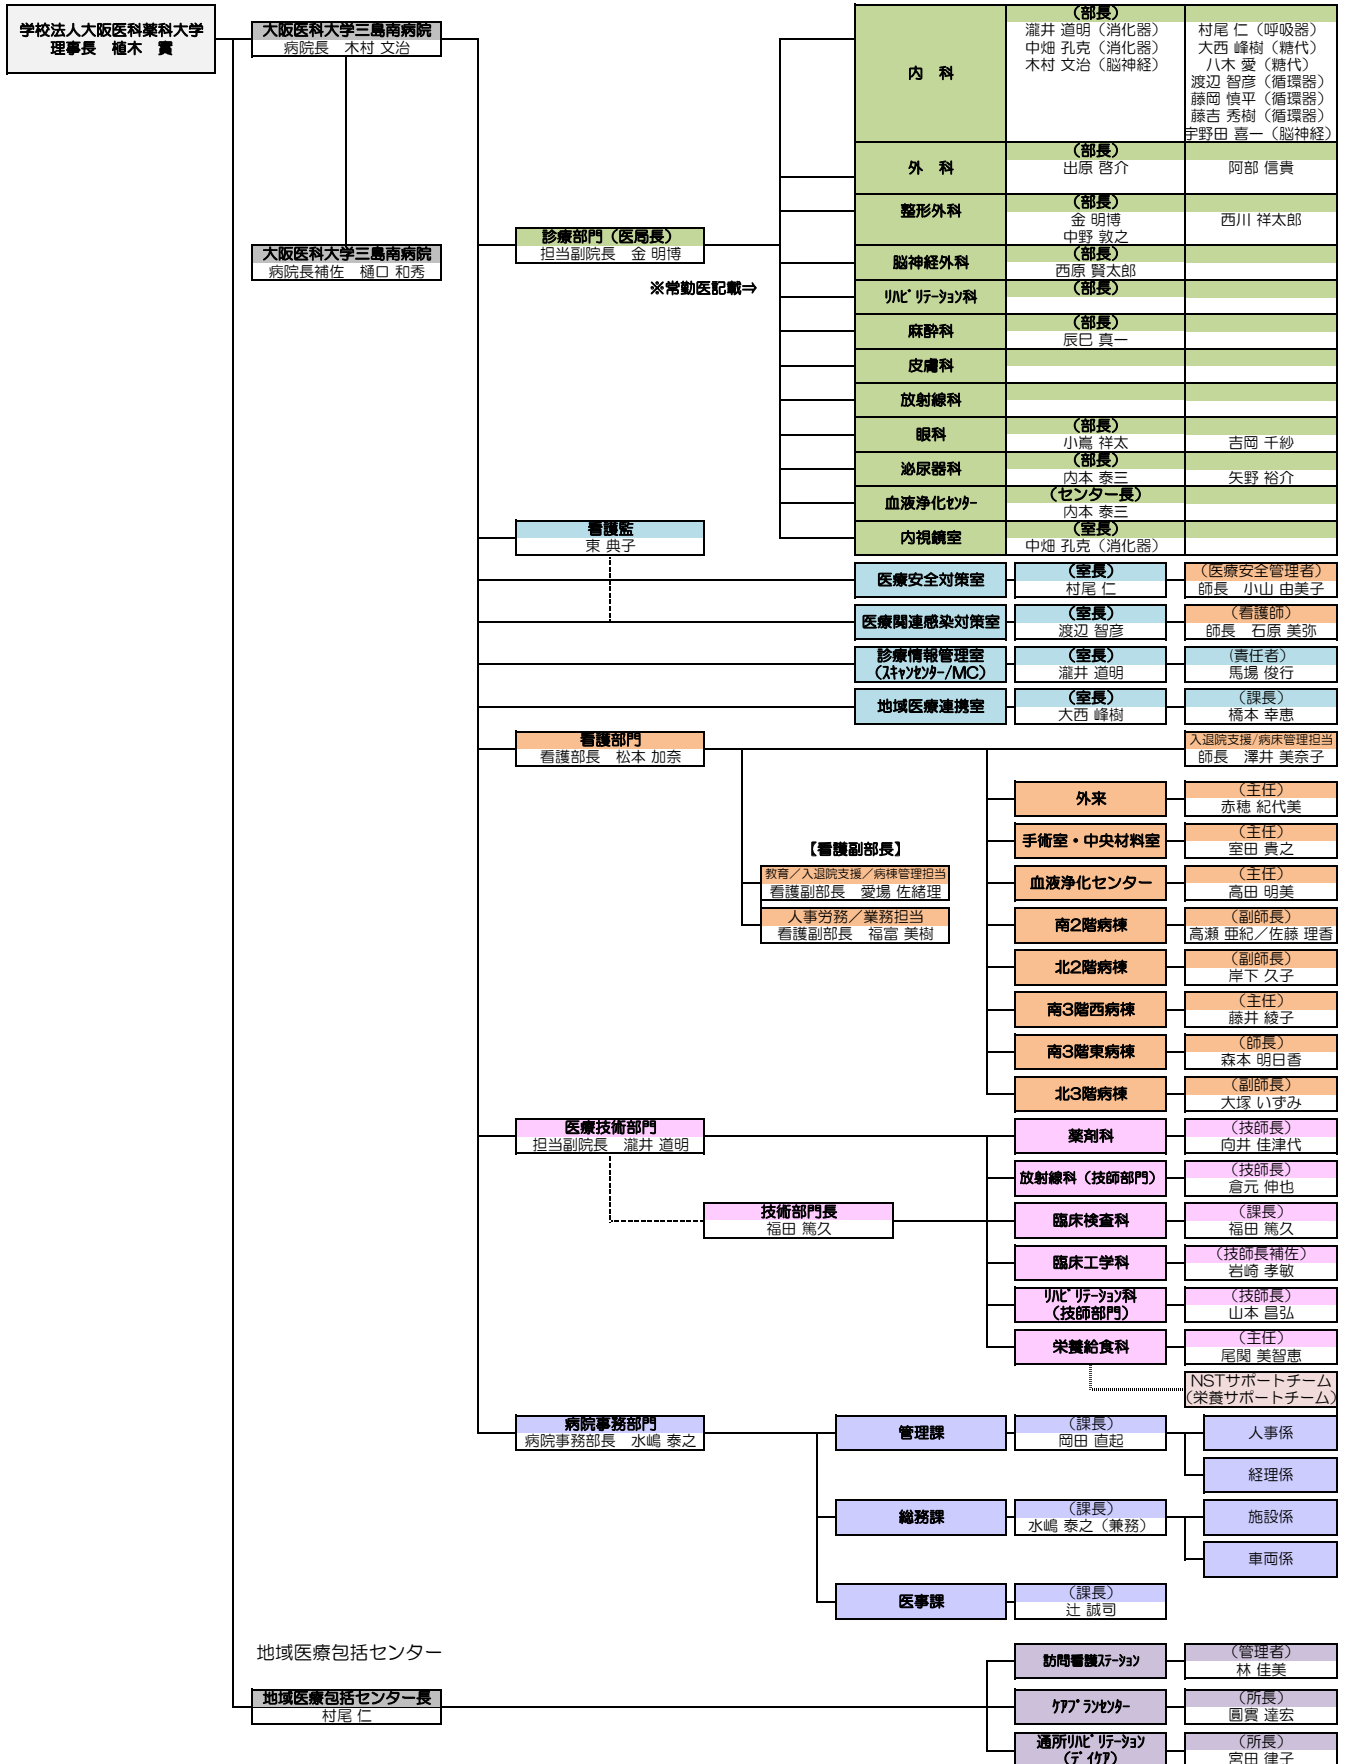 学校法人大阪医科薬科大学
理事長　植木　實
大阪医科大学三島南病院
病院長　木村 文治
大阪医科大学三島南病院
病院長補佐　樋口 和秀
診療部門（医局長）
担当副院長　金 明博
※常勤医記載⇒
内　科
（部長）
瀧井 道明（消化器）
中畑 孔克（消化器）
木村 文治（脳神経）
村尾 仁（呼吸器）
大西 峰樹（糖代）
八木 愛（糖代）
渡辺 智彦（循環器）
藤岡 慎平（循環器）
藤吉 秀樹（循環器）
宇野田 喜一（脳神経）
外　科
（部長）
出原 啓介
阿部 信貴
整形外科
（部長）
金 明博
中野 敦之
西川 祥太郎
脳神経外科
（部長）
西原 賢太郎
ﾘﾊﾋﾞﾘﾃｰｼｮﾝ科
（部長）
麻酔科
（部長）
辰巳 真一
皮膚科
放射線科
眼科
（部長）
小嶌 祥太
吉岡 千紗
泌尿器科
（部長）
内本 泰三
矢野 裕介
血液浄化ｾﾝﾀｰ
（センター長）
内本 泰三
内視鏡室
（室長）
中畑 孔克（消化器）
看護監
東 典子
医療安全対策室
（室長）
村尾 仁
（医療安全管理者）
師長　小山 由美子
医療関連感染対策室
（室長）
渡辺 智彦
（看護師）
師長　石原 美弥
診療情報管理室
（ｽｷｬﾝｾﾝﾀｰ/MC）
（室長）
瀧井 道明
（責任者）
馬場 俊行
地域医療連携室
（室長）
大西 峰樹
（課長）
橋本 幸恵
看護部門
看護部長　松本 加奈
入退院支援/病床管理担当
師長　澤井 美奈子
【看護副部長】
教育／入退院支援／病棟管理担当
看護副部長　愛場 佐緒理
人事労務／業務担当
看護副部長　福富 美樹
外来
（主任）
赤穂 紀代美
手術室・中央材料室
（主任）
室田 貴之
血液浄化センター
（主任）
高田 明美
南2階病棟
（副師長）
高瀬 亜紀／佐藤 理香
北2階病棟
（副師長）
岸下 久子
南3階西病棟
（主任）
藤井 綾子
南3階東病棟
（師長）
森本 明日香
北3階病棟
（副師長）
大塚 いずみ
医療技術部門
担当副院長　瀧井 道明
技術部門長
福田 篤久
薬剤科
（技師長）
向井 佳津代
放射線科（技師部門）
（技師長）
倉元 伸也
臨床検査科
（課長）
福田 篤久
臨床工学科
（技師長補佐）
岩崎 孝敏
ﾘﾊﾋﾞﾘﾃｰｼｮﾝ科
（技師部門）
（技師長）
山本 昌弘
栄養給食科
（主任）
尾関 美智恵
NSTサポートチーム
（栄養サポートチーム）
病院事務部門
病院事務部長　水嶋 泰之
管理課
（課長）
岡田 直起
人事係
経理係
総務課
（課長）
水嶋 泰之（兼務）
施設係
車両係
医事課
（課長）
辻 誠司
地域医療包括センター
地域医療包括センター長
村尾 仁
訪問看護ｽﾃｰｼｮﾝ
（管理者）
林 佳美
ｹｱﾌﾟﾗﾝｾﾝﾀｰ
（所長）
圓實 達宏
通所ﾘﾊﾋﾞﾘﾃｰｼｮﾝ
（ﾃﾞｲｹｱ）
（所長）
宮田 律子